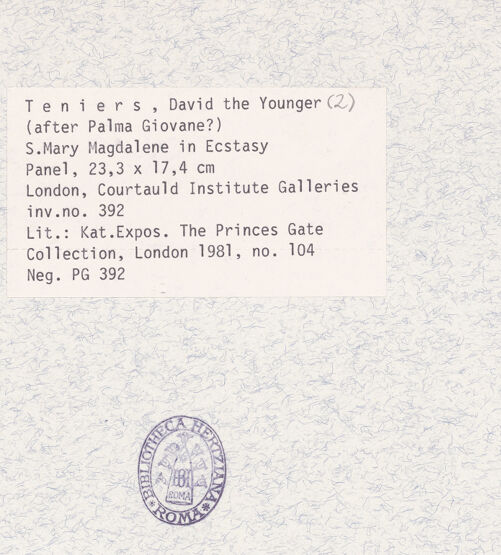 T e n i e r s , David the Younger (2)
(after Palma Giovane?)
S.Mary Magdalene in Ecstasy
Panel, 23,3 x 17,4 cm
London, Courtauld Institute Galleries
inv.no. 392
Lit.: Kat.Expos. The Princes Gate
Collection, London 1981, no. 104
Neg. PG 392
BIBLIOTHECA HERTZIANA
ROMA
*ROMA*